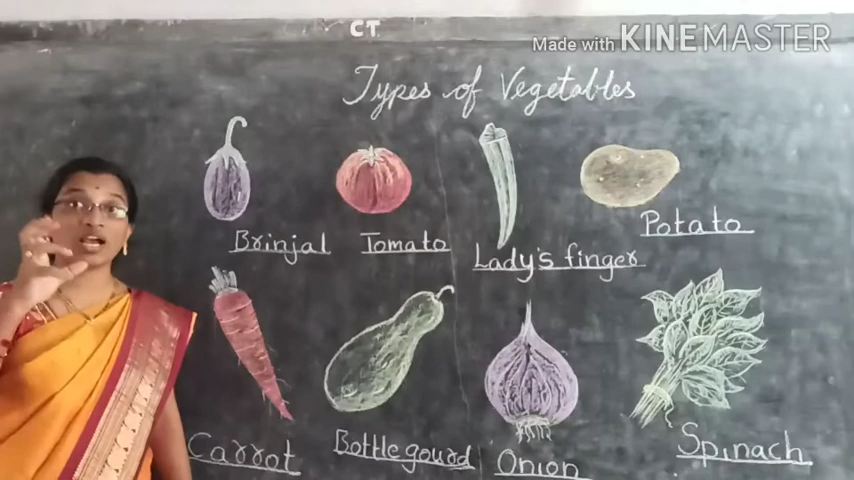 CT
Made with KINEMASTER
Types of Vegetables
Brinjal
Tomato
Lady's finger
Potato
Carrot
Bottle gourd
Onion
Spinach